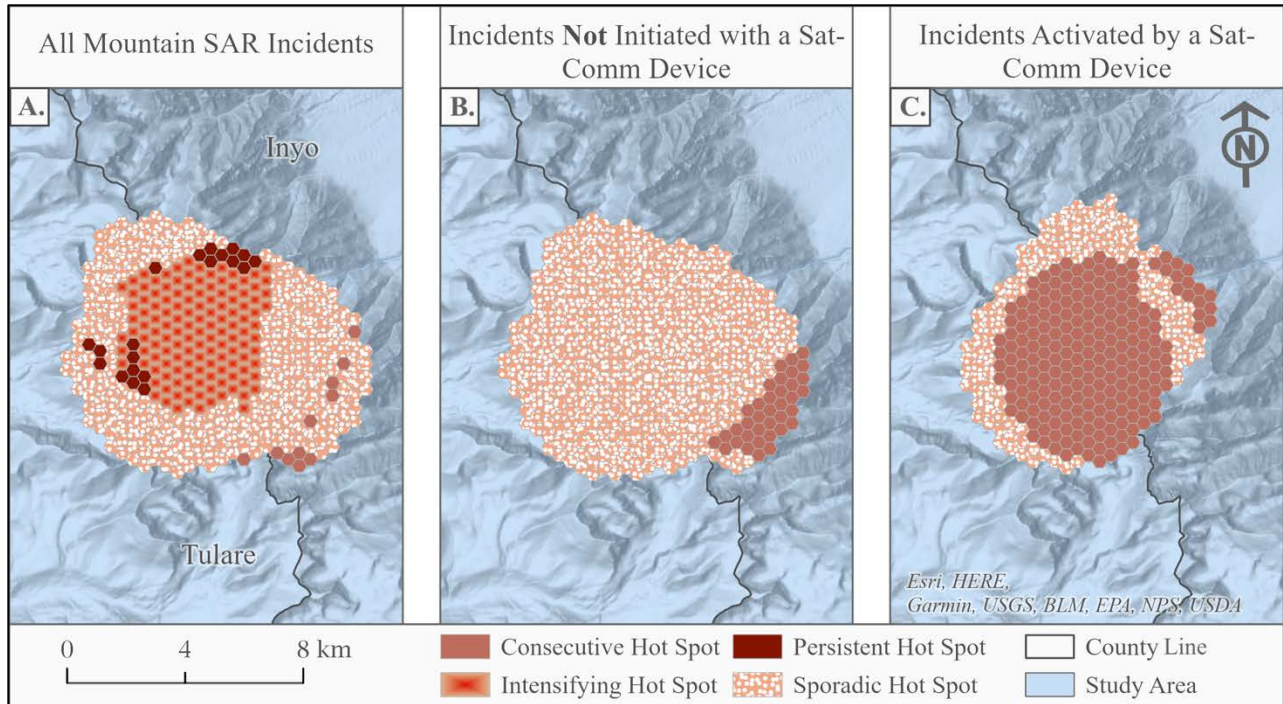 All Mountain SAR Incidents
Incidents Not Initiated with a Sat-
Comm Device
Incidents Activated by a Sat-
Comm Device
A.
B.
C.
N
Inyo
Tulare
Esri, HERE,
Garmin, USGS, BLM, EPA, NPS, USDA
0 4 8 km
Consecutive Hot Spot
Persistent Hot Spot
County Line
Intensifying Hot Spot
Sporadic Hot Spot
Study Area